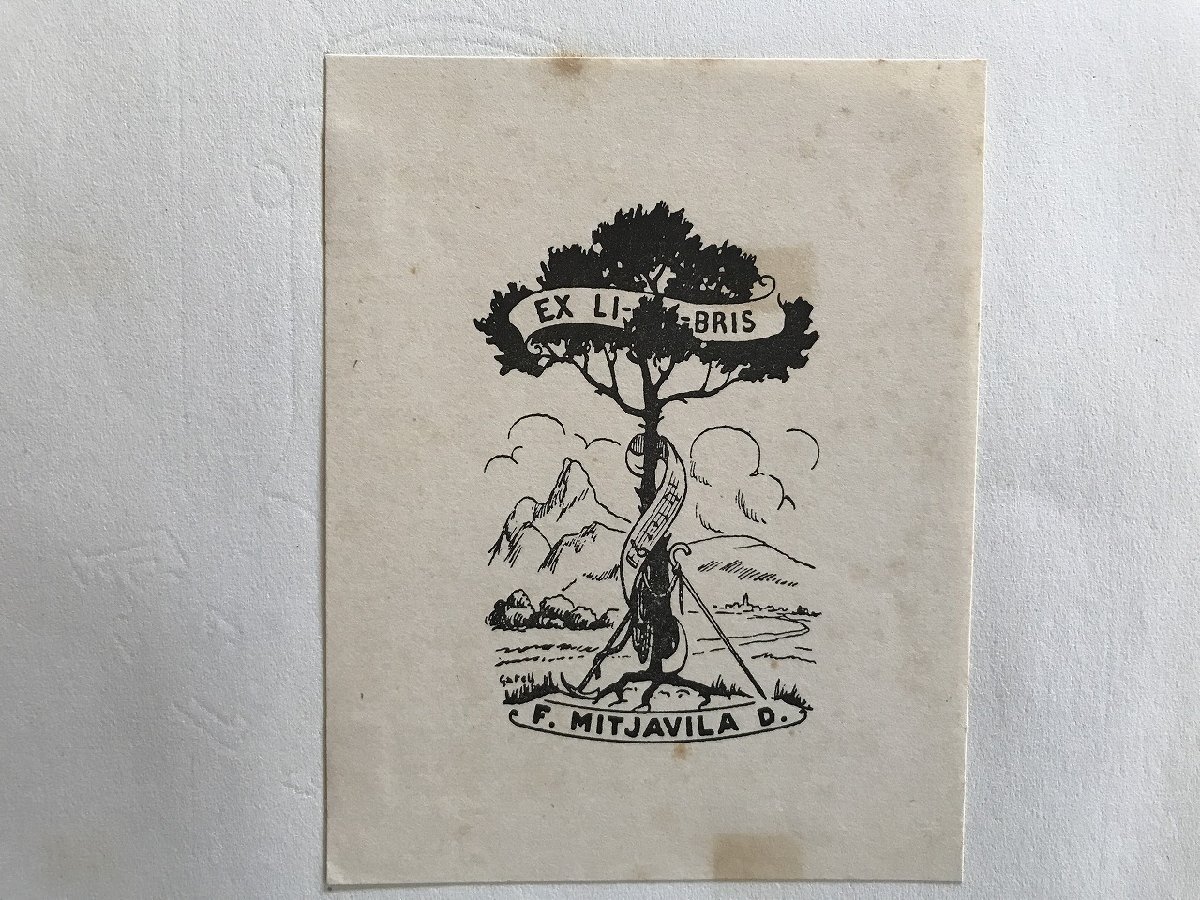 EX LI- -BRIS
F. MITJAVILA D.